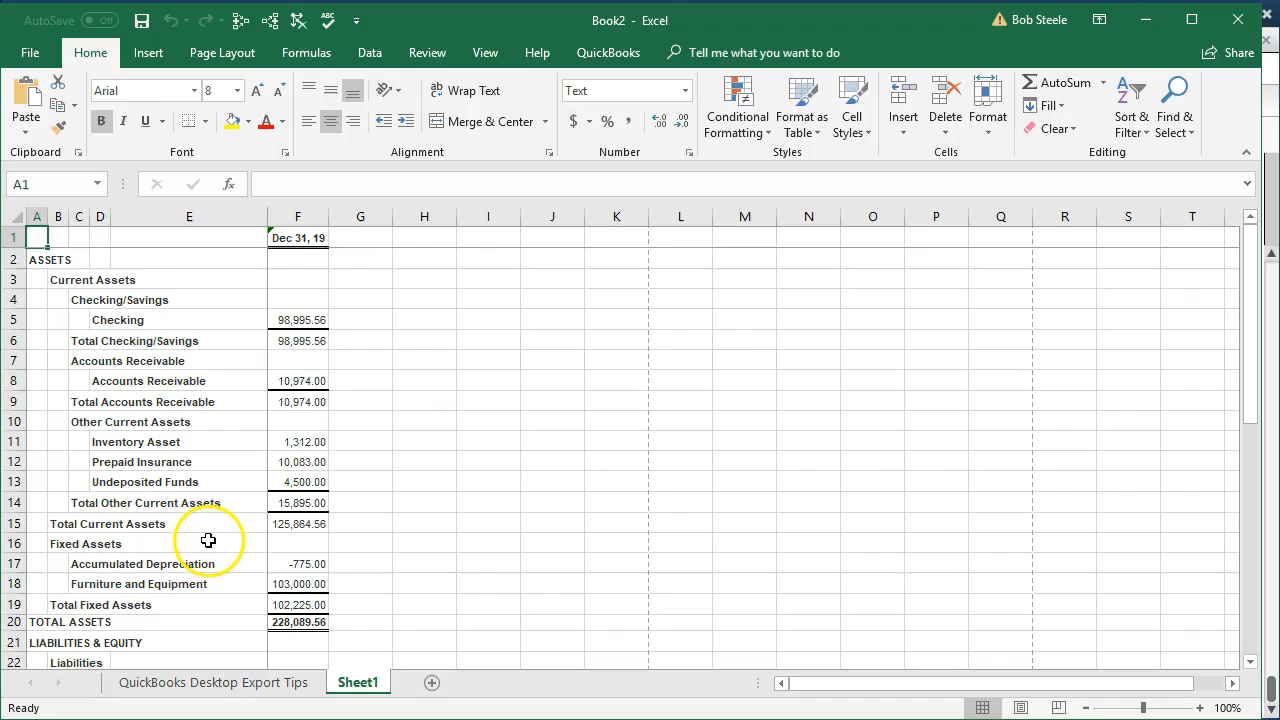 AutoSave Off
Book2 - Excel
Bob Steele
File Home Insert Page Layout Formulas Data Review View Help QuickBooks Tell me what you want to do Share
Paste
Clipboard
Arial 8
B I U
Font
Wrap Text
Merge & Center
Alignment
Text
$ % ,
Number
Conditional Formatting
Format as Table
Cell Styles
Styles
Insert Delete Format
Cells
AutoSum
Fill
Clear
Sort & Filter
Find & Select
Editing
A1 fx
A B C D E F G H I J K L M N O P Q R S T
1 Dec 31, 19
2 ASSETS
3 Current Assets
4 Checking/Savings
5 Checking 98,995.56
6 Total Checking/Savings 98,995.56
7 Accounts Receivable
8 Accounts Receivable 10,974.00
9 Total Accounts Receivable 10,974.00
10 Other Current Assets
11 Inventory Asset 1,312.00
12 Prepaid Insurance 10,083.00
13 Undeposited Funds 4,500.00
14 Total Other Current Assets 15,895.00
15 Total Current Assets 125,864.56
16 Fixed Assets
17 Accumulated Depreciation -775.00
18 Furniture and Equipment 103,000.00
19 Total Fixed Assets 102,225.00
20 TOTAL ASSETS 228,089.56
21 LIABILITIES & EQUITY
22 Liabilities
QuickBooks Desktop Export Tips Sheet1
Ready 100%